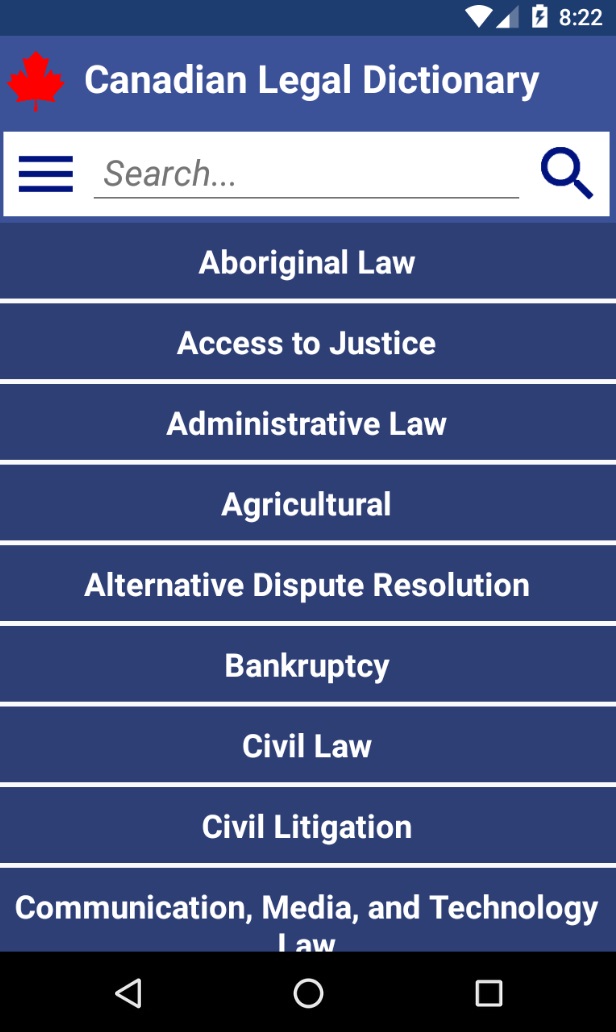 8:22
Canadian Legal Dictionary
Search...
Aboriginal Law
Access to Justice
Administrative Law
Agricultural
Alternative Dispute Resolution
Bankruptcy
Civil Law
Civil Litigation
Communication, Media, and Technology
Law